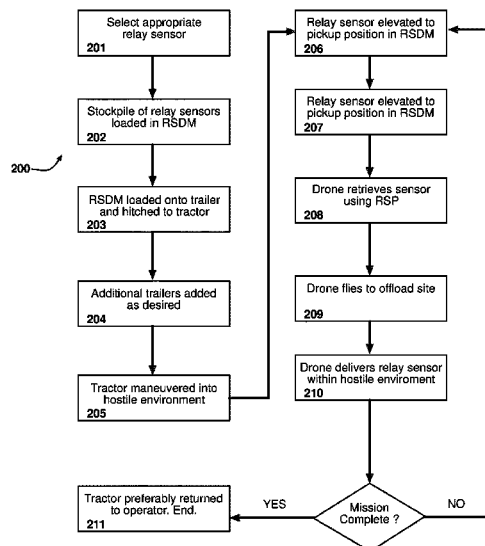 Select appropriate
relay sensor
201
Stockpile of relay sensors
loaded in RSDM
202
200
RSDM loaded onto trailer
and hitched to tractor
203
Additional trailers added
as desired
204
Tractor maneuvered into
hostile environment
205
Relay sensor elevated to
pickup position in RSDM
206
Relay sensor elevated to
pickup position in RSDM
207
Drone retrieves sensor
using RSP
208
Drone flies to offload site
209
Drone delivers relay sensor
within hostile enviroment
210
Mission
Complete ?
YES
NO
Tractor preferably returned
to operator. End.
211